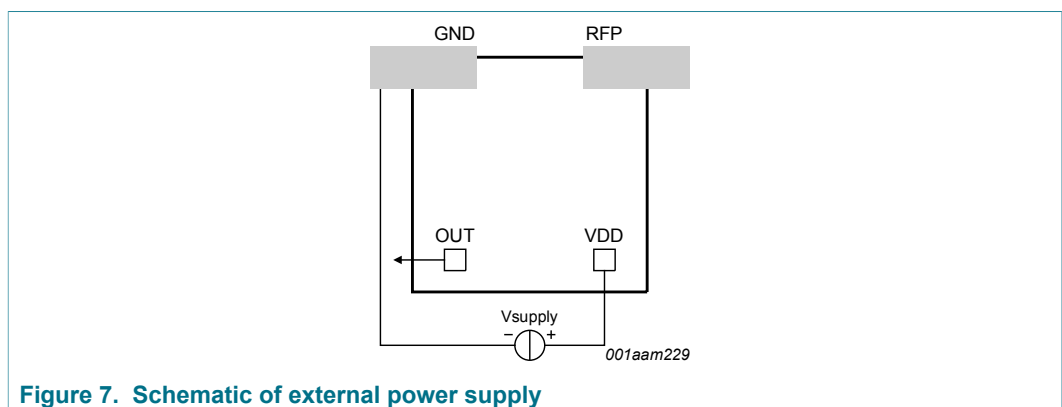 GND RFP
OUT VDD
Vsupply
− +
001aam229
Figure 7. Schematic of external power supply